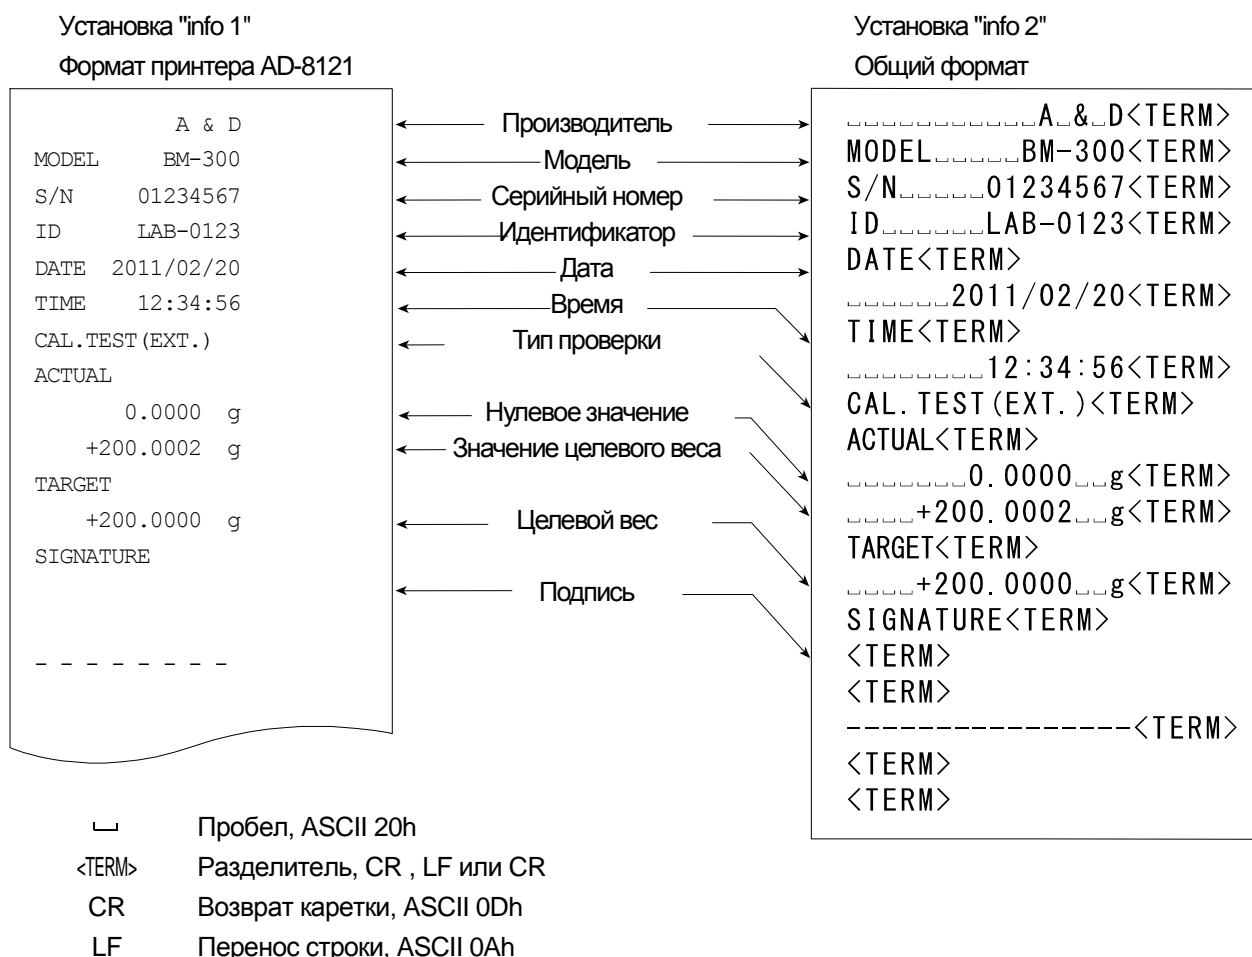 Установка "info 1"
Формат принтера AD-8121
A & D
MODEL BM-300
S/N 01234567
ID LAB-0123
DATE 2011/02/20
TIME 12:34:56
CAL.TEST(EXT.)
ACTUAL
0.0000 g
+200.0002 g
TARGET
+200.0000 g
SIGNATURE
- - - - - - - -
Производитель
Модель
Серийный номер
Идентификатор
Дата
Время
Тип проверки
Нулевое значение
Значение целевого веса
Целевой вес
Подпись
Установка "info 2"
Общий формат
␣␣␣␣␣␣␣␣␣␣␣A␣&␣D<TERM>
MODEL␣␣␣␣␣BM-300<TERM>
S/N␣␣␣␣␣01234567<TERM>
ID␣␣␣␣␣␣LAB-0123<TERM>
DATE<TERM>
␣␣␣␣␣␣2011/02/20<TERM>
TIME<TERM>
␣␣␣␣␣␣␣␣12:34:56<TERM>
CAL.TEST(EXT.)<TERM>
ACTUAL<TERM>
␣␣␣␣␣␣␣0.0000␣␣g<TERM>
␣␣␣␣+200.0002␣␣g<TERM>
TARGET<TERM>
␣␣␣␣+200.0000␣␣g<TERM>
SIGNATURE<TERM>
<TERM>
<TERM>
----------------<TERM>
<TERM>
<TERM>
␣ Пробел, ASCII 20h
<TERM> Разделитель, CR , LF или CR
CR Возврат каретки, ASCII 0Dh
LF Перенос строки, ASCII 0Ah